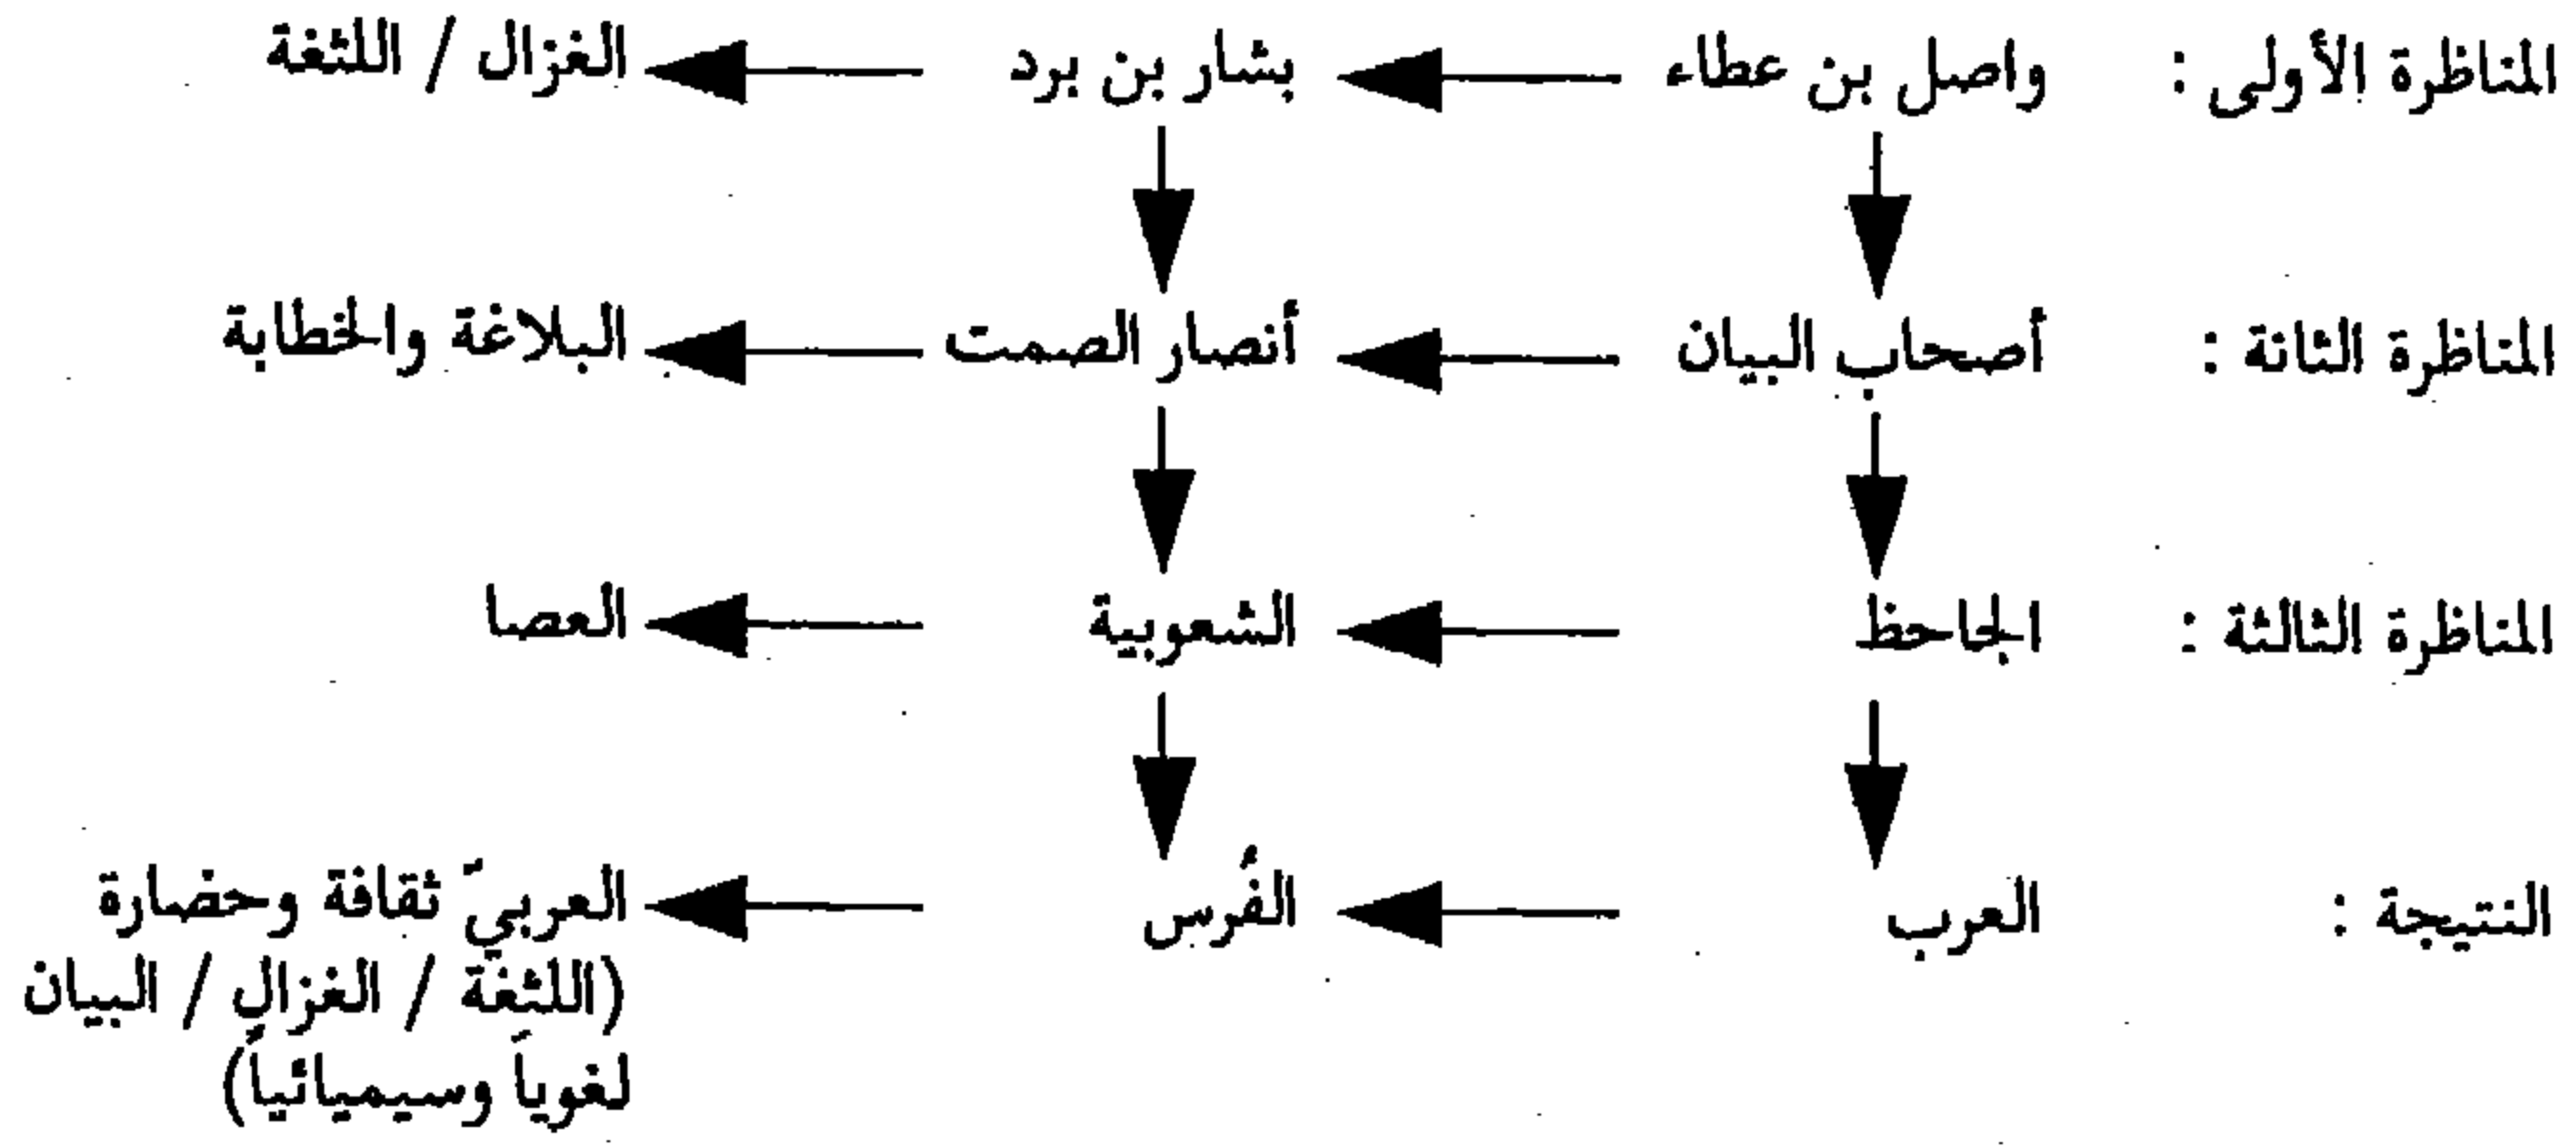 المناظرة الأولى : واصل بن عطاء بشار بن برد الغزال / اللثغة
المناظرة الثانة : أصحاب البيان أنصار الصمت البلاغة والخطابة
المناظرة الثالثة : الجاحظ الشعوبية العصا
النتيجة : العرب الفُرس العربيّ ثقافة وحضارة
(اللثغة / الغزال / البيان
لغوياً وسيميائياً)